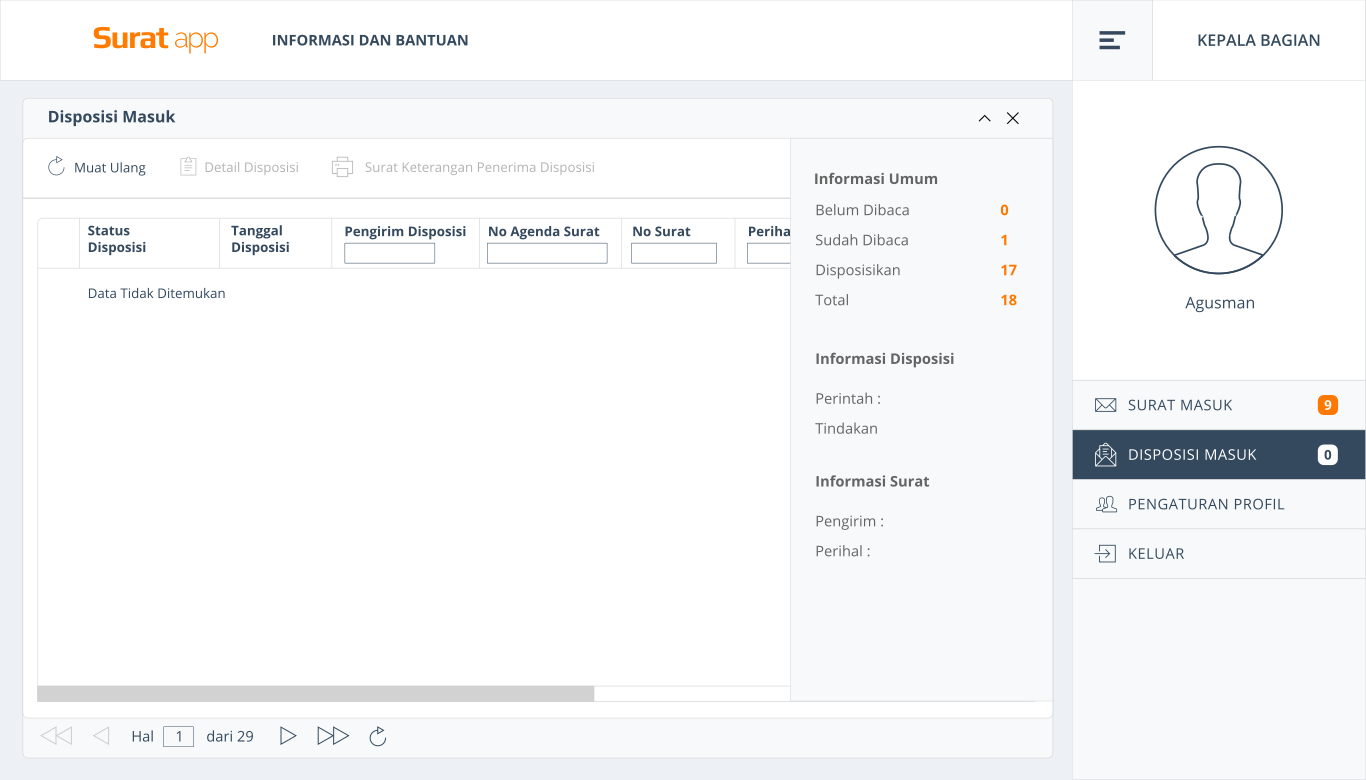 Surat app
INFORMASI DAN BANTUAN
KEPALA BAGIAN
Disposisi Masuk
Muat Ulang
Detail Disposisi
Surat Keterangan Penerima Disposisi
Status
Disposisi
Tanggal
Disposisi
Pengirim Disposisi
No Agenda Surat
No Surat
Periha
Data Tidak Ditemukan
Informasi Umum
Belum Dibaca 0
Sudah Dibaca 1
Disposisikan 17
Total 18
Informasi Disposisi
Perintah :
Tindakan
Informasi Surat
Pengirim :
Perihal :
Hal 1 dari 29
Agusman
SURAT MASUK 9
DISPOSISI MASUK 0
PENGATURAN PROFIL
KELUAR